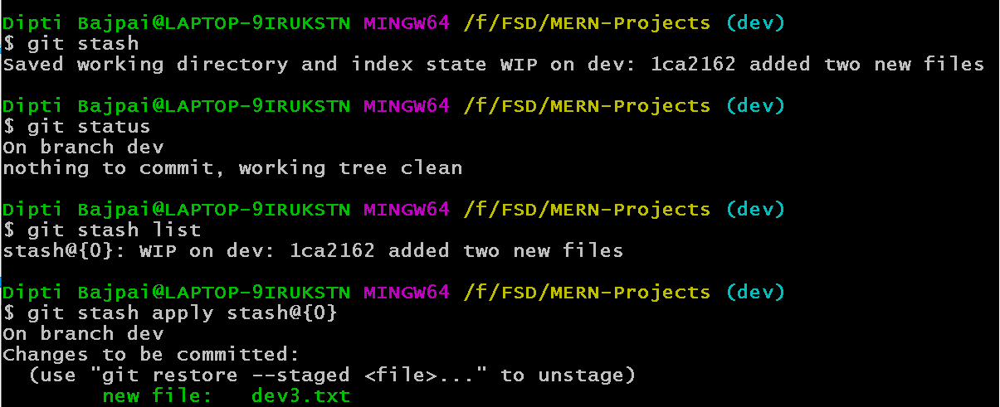 Dipti Bajpai@LAPTOP-9IRUKSTN MINGW64 /f/FSD/MERN-Projects (dev)
$ git stash
Saved working directory and index state WIP on dev: 1ca2162 added two new files
Dipti Bajpai@LAPTOP-9IRUKSTN MINGW64 /f/FSD/MERN-Projects (dev)
$ git status
On branch dev
nothing to commit, working tree clean
Dipti Bajpai@LAPTOP-9IRUKSTN MINGW64 /f/FSD/MERN-Projects (dev)
$ git stash list
stash@{0}: WIP on dev: 1ca2162 added two new files
Dipti Bajpai@LAPTOP-9IRUKSTN MINGW64 /f/FSD/MERN-Projects (dev)
$ git stash apply stash@{0}
On branch dev
Changes to be committed:
  (use "git restore --staged <file>..." to unstage)
        new file:   dev3.txt